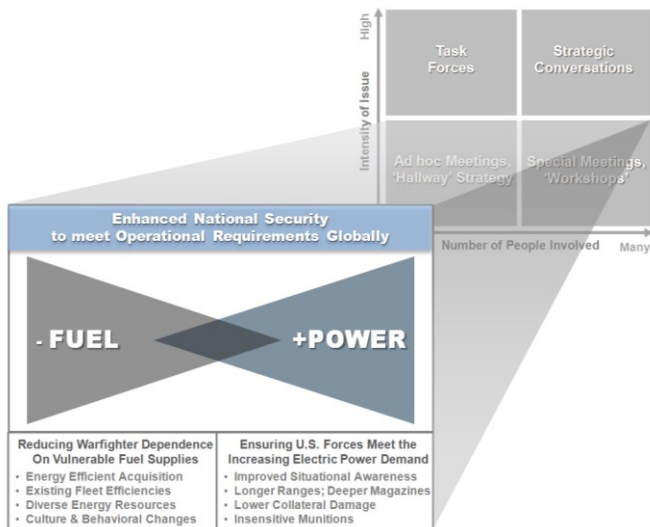 High
Intensity of Issue
Task
Forces
Strategic
Conversations
Ad hoc Meetings,
'Hallway' Strategy
Special Meetings,
'Workshops'
Number of People Involved
Many
Enhanced National Security
to meet Operational Requirements Globally
- FUEL
+POWER
Reducing Warfighter Dependence
On Vulnerable Fuel Supplies
• Energy Efficient Acquisition
• Existing Fleet Efficiencies
• Diverse Energy Resources
• Culture & Behavioral Changes
Ensuring U.S. Forces Meet the
Increasing Electric Power Demand
• Improved Situational Awareness
• Longer Ranges; Deeper Magazines
• Lower Collateral Damage
• Insensitive Munitions